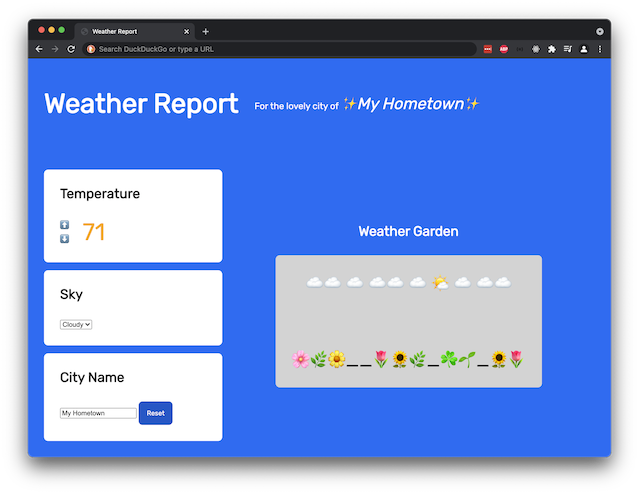 Weather Report
Search DuckDuckGo or type a URL
Weather Report
For the lovely city of ✨My Hometown✨
Temperature
71
Sky
Cloudy
City Name
My Hometown
Reset
Weather Garden
☁️☁️ ☁️ ☁️☁️ ☁️ 🌤 ☁️ ☁️☁️
🌸🌿🌼__🌷🌻🌿_☘️🌱_🌻🌷